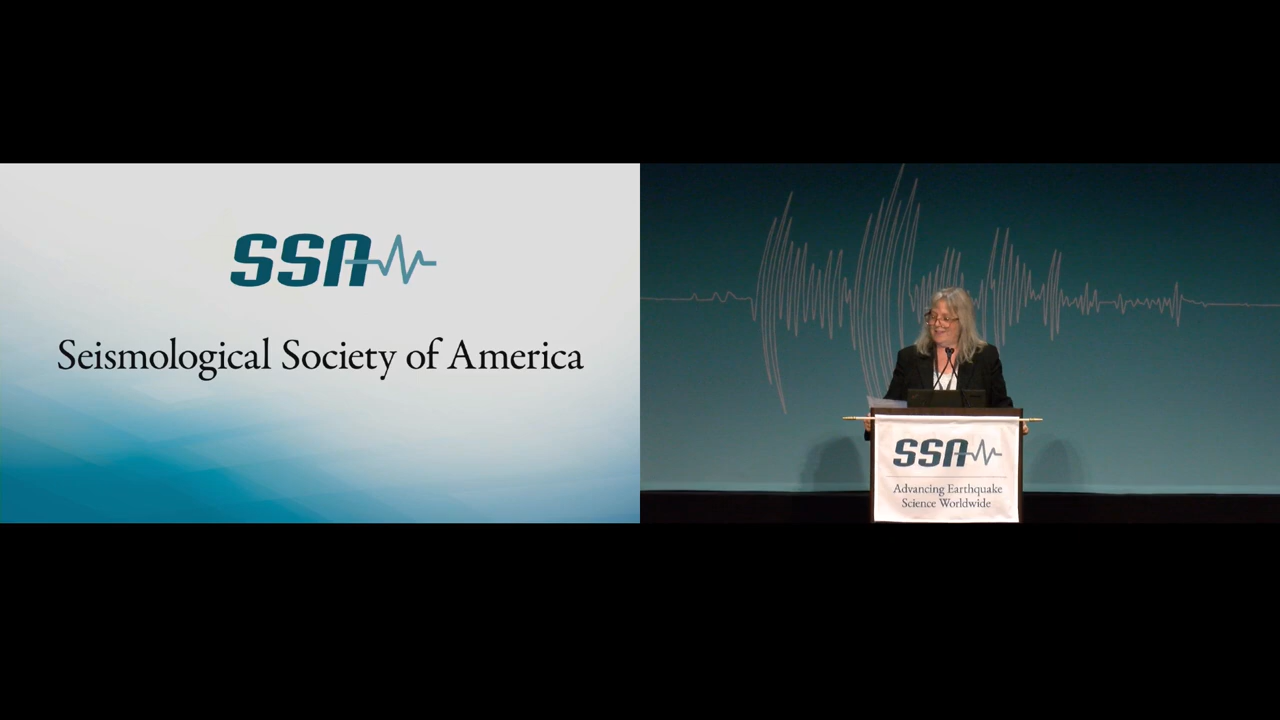 SSA
Seismological Society of America
SSA
Advancing Earthquake
Science Worldwide